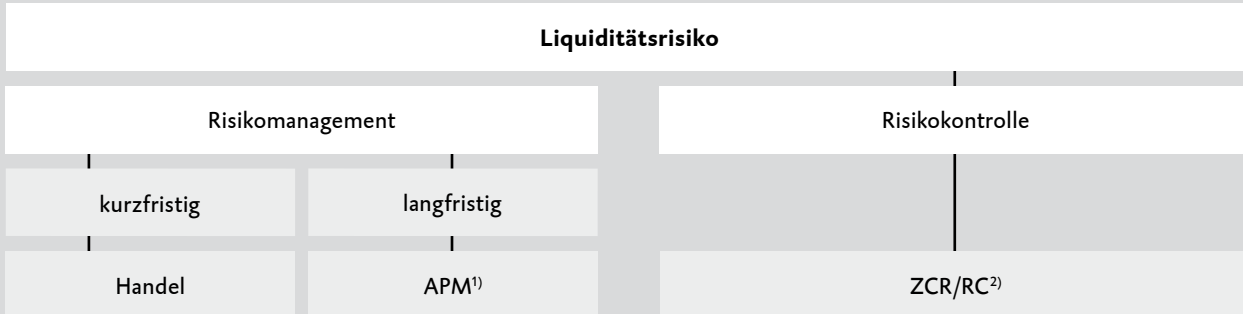 Liquiditätsrisiko
Risikomanagement
Risikokontrolle
kurzfristig
langfristig
Handel
APM¹⁾
ZCR/RC²⁾